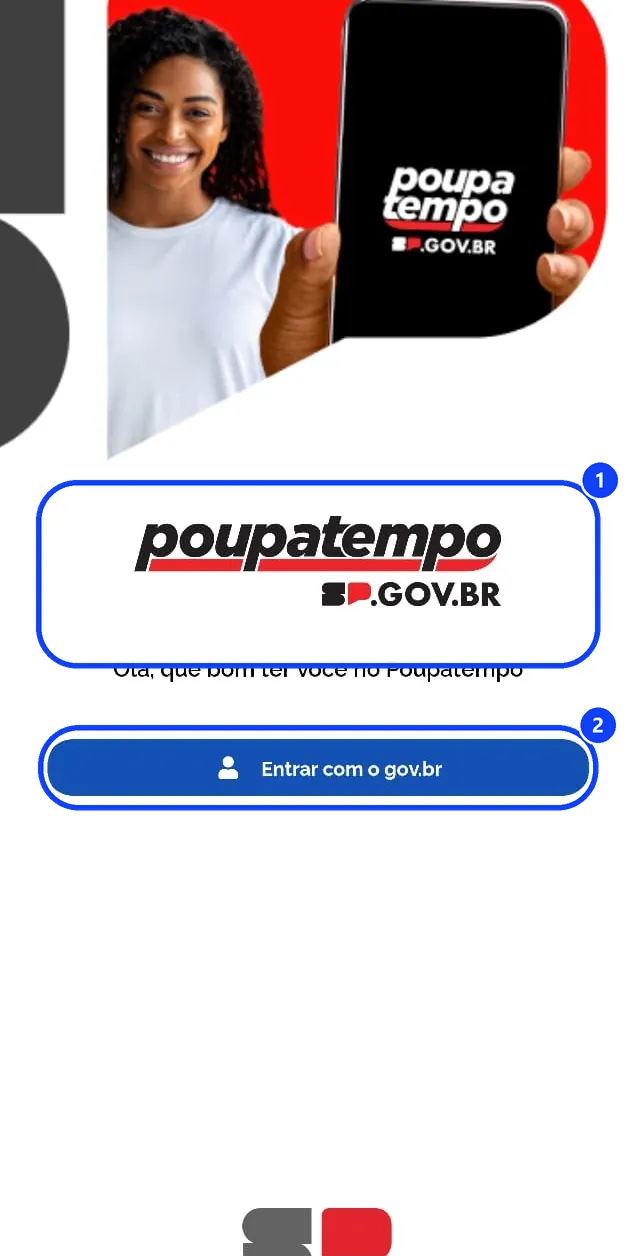 poupa
tempo
SP.GOV.BR
1
poupatempo
SP.GOV.BR
Olá, que bom ter você no Poupatempo
2
Entrar com o gov.br
SP